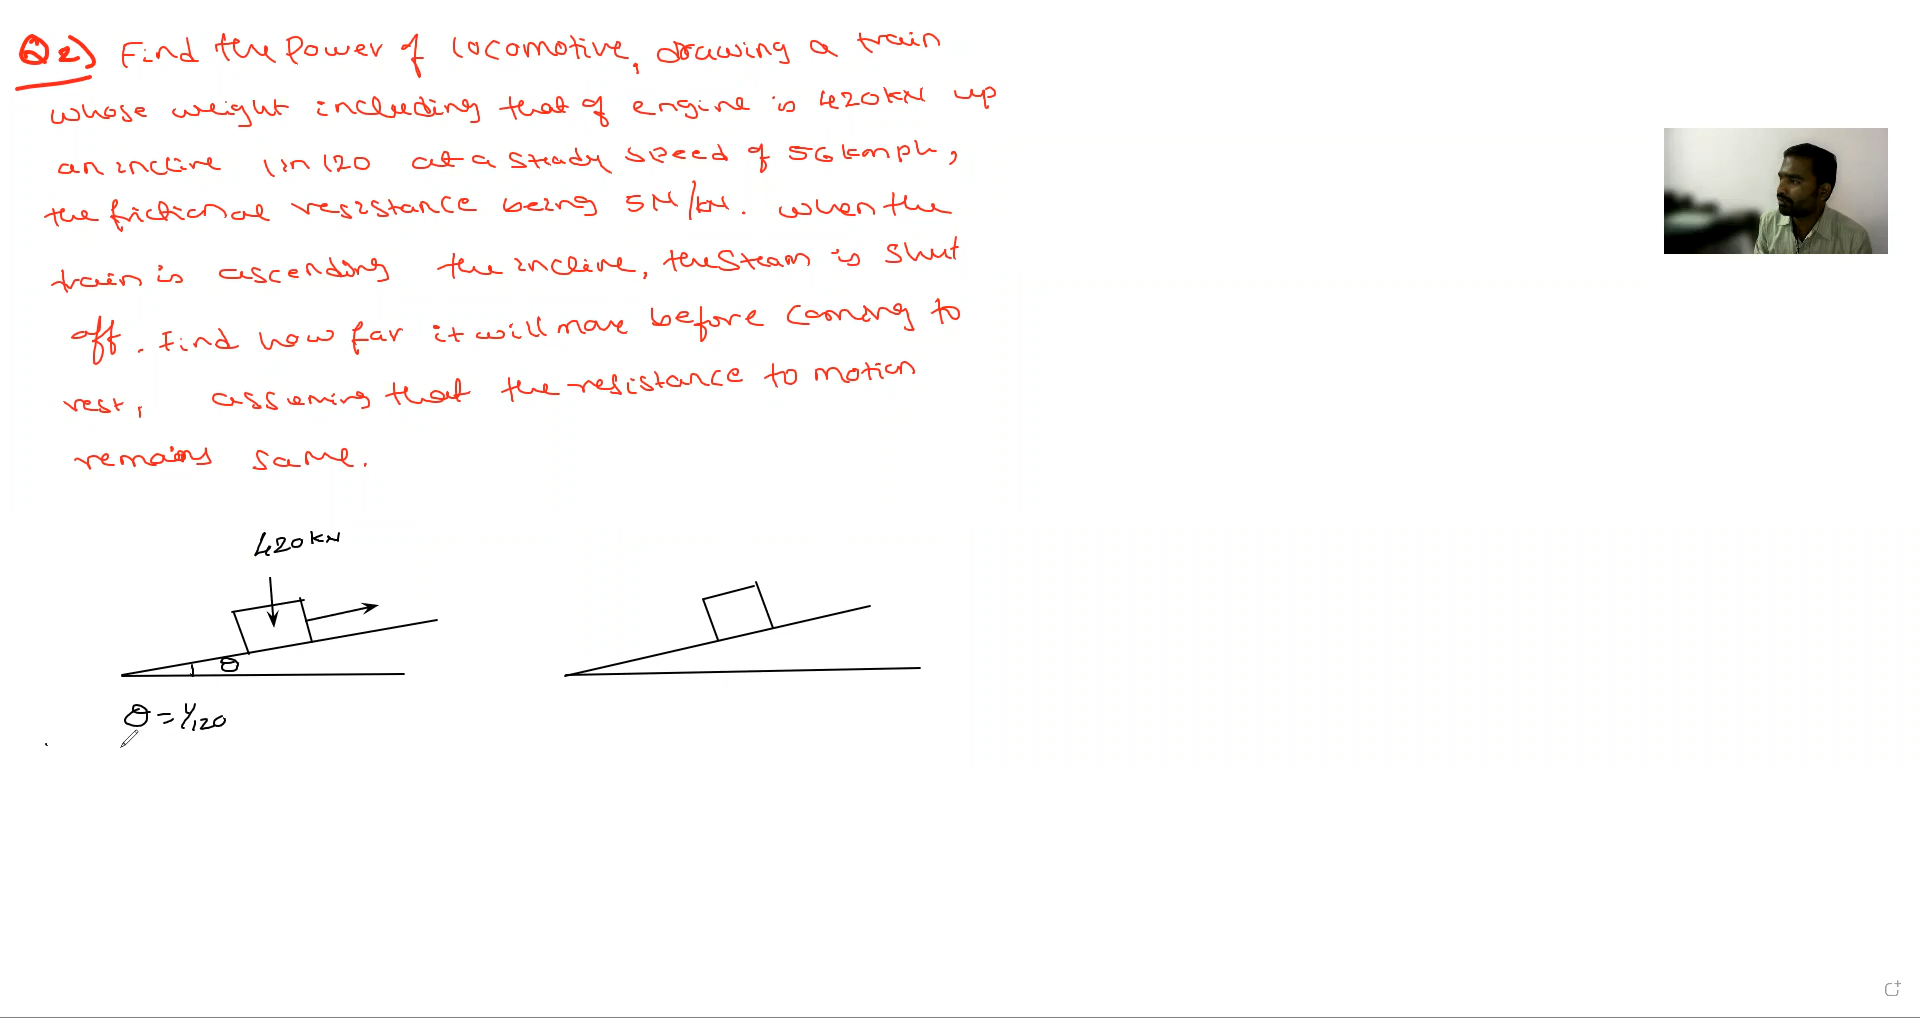 Q2) Find the Power of locomotive, drawing a train
whose weight including that of engine is 420kN up
an incline 1 in 120 at a steady speed of 56 kmph,
the frictional resistance being 5N/kN. When the
train is ascending the incline, the steam is shut
off. Find how far it will move before coming to
rest, assuming that the resistance to motion
remains same.
420kN
θ
θ = 1/120